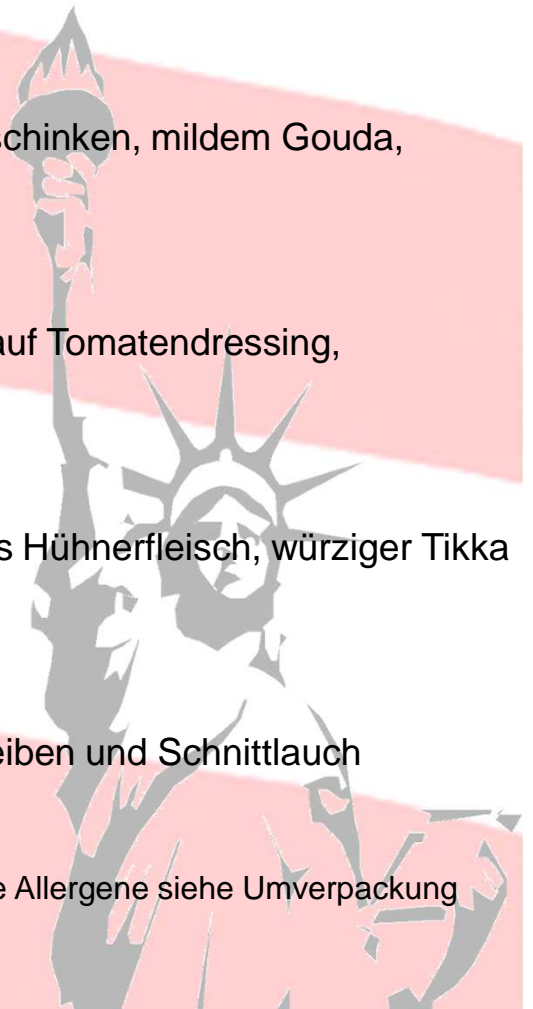 schinken, mildem Gouda,
auf Tomatendressing,
s Hühnerfleisch, würziger Tikka
eiben und Schnittlauch
e Allergene siehe Umverpackung